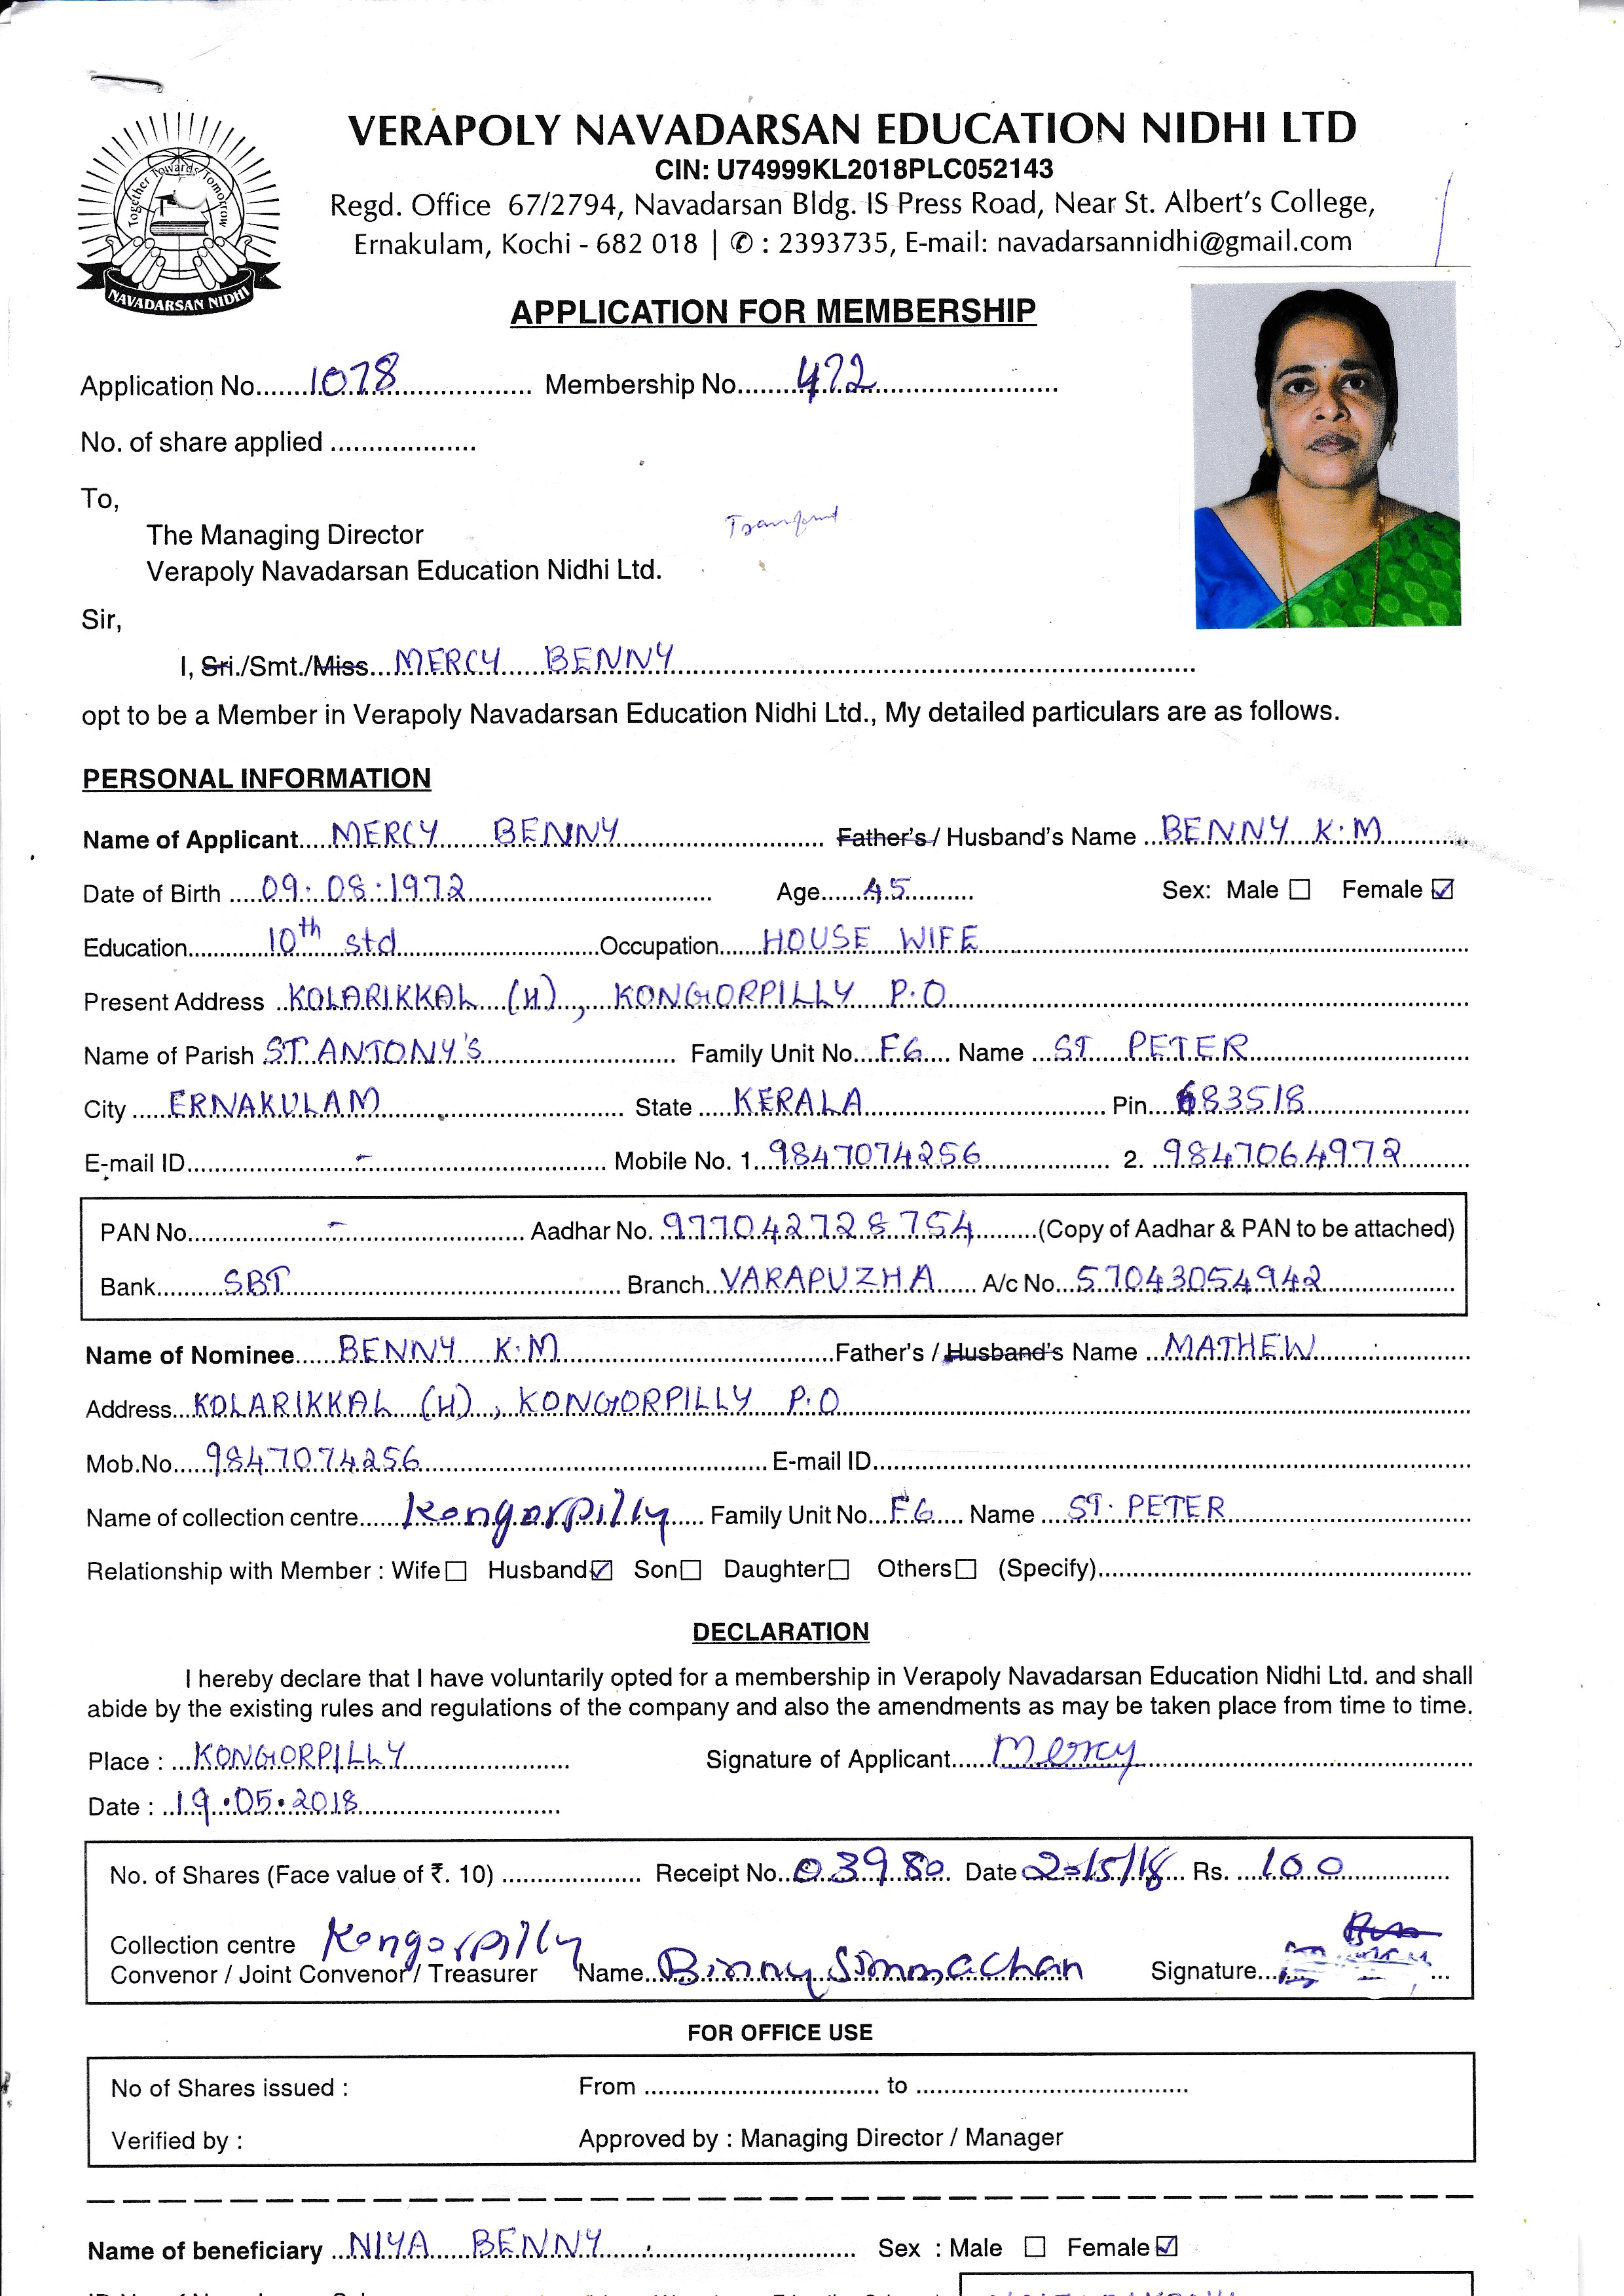 Together Towards Tomorrow
NAVADARSAN NIDHI
VERAPOLY NAVADARSAN EDUCATION NIDHI LTD
CIN: U74999KL2018PLC052143
Regd. Office 67/2794, Navadarsan Bldg. IS Press Road, Near St. Albert's College,
Ernakulam, Kochi - 682 018 | ✆ : 2393735, E-mail: navadarsannidhi@gmail.com
APPLICATION FOR MEMBERSHIP
Application No. 1078 Membership No. 472
No. of share applied
To,
The Managing Director
Verapoly Navadarsan Education Nidhi Ltd.
Sir,
I, Sri./Smt./Miss. MERCY BENNY
opt to be a Member in Verapoly Navadarsan Education Nidhi Ltd., My detailed particulars are as follows.
PERSONAL INFORMATION
Name of Applicant MERCY BENNY Father's / Husband's Name BENNY K.M
Date of Birth 09.08.1972 Age 45 Sex: Male ☐ Female ☑
Education 10th std Occupation HOUSE WIFE
Present Address KOLARIKKAL (H), KONGORPILLY P.O
Name of Parish ST. ANTONY'S Family Unit No. F6 Name ST PETER
City ERNAKULAM State KERALA Pin 683518
E-mail ID - Mobile No. 1. 9847074256 2. 9847064972
PAN No. - Aadhar No. 977042728754 (Copy of Aadhar & PAN to be attached)
Bank SBT Branch VARAPUZHA A/c No. 57043054942
Name of Nominee BENNY K.M Father's / Husband's Name MATHEW
Address KOLARIKKAL (H), KONGORPILLY P.O
Mob.No. 9847074256 E-mail ID
Name of collection centre Kongorpilly Family Unit No. F6 Name ST. PETER
Relationship with Member : Wife ☐ Husband ☑ Son ☐ Daughter ☐ Others ☐ (Specify)
DECLARATION
I hereby declare that I have voluntarily opted for a membership in Verapoly Navadarsan Education Nidhi Ltd. and shall
abide by the existing rules and regulations of the company and also the amendments as may be taken place from time to time.
Place : KONGORPILLY Signature of Applicant Mercy
Date : 19.05.2018
No. of Shares (Face value of ₹. 10) Receipt No. 03980 Date Rs. 100
Collection centre Kongorpilly
Convenor / Joint Convenor / Treasurer Name Binny Simmachan Signature
FOR OFFICE USE
No of Shares issued : From to
Verified by : Approved by : Managing Director / Manager
Name of beneficiary NIYA BENNY Sex : Male ☐ Female ☑